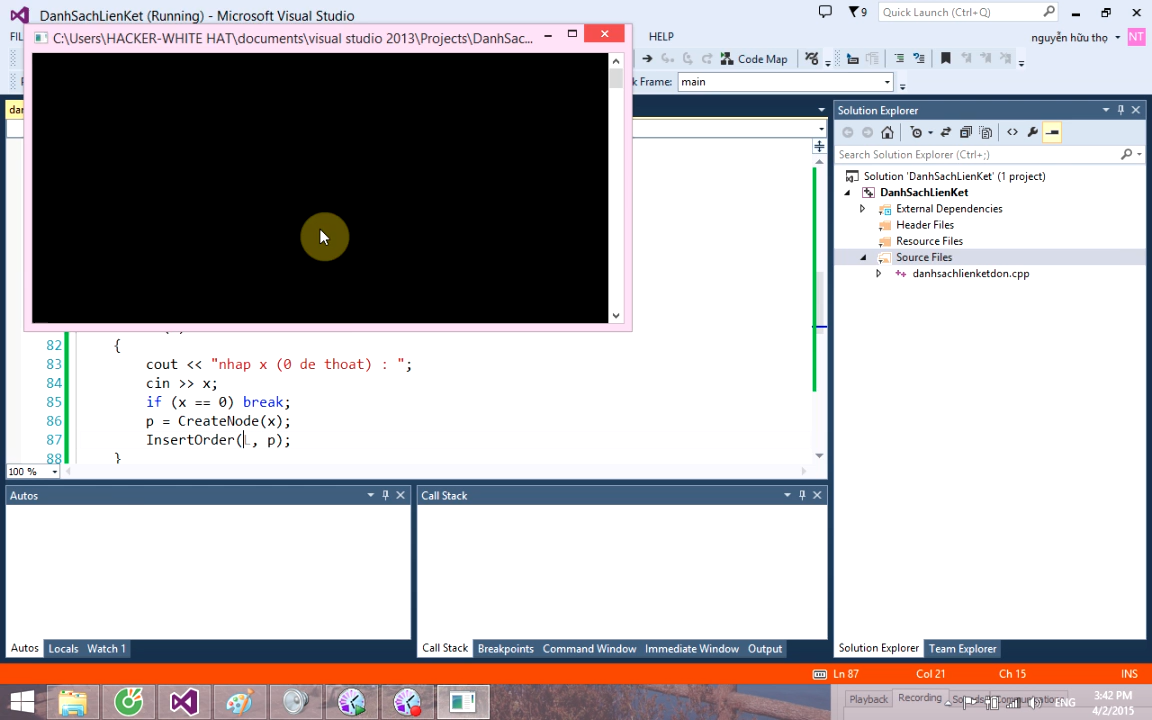 DanhSachLienKet (Running) - Microsoft Visual Studio
9
Quick Launch (Ctrl+Q)
C:\Users\HACKER-WHITE HAT\documents\visual studio 2013\Projects\DanhSac...
HELP
nguyễn hữu thọ
NT
Code Map
Frame:
main
Solution Explorer
Search Solution Explorer (Ctrl+;)
Solution 'DanhSachLienKet' (1 project)
DanhSachLienKet
External Dependencies
Header Files
Resource Files
Source Files
danhsachlienketdon.cpp
82 {
83 cout << "nhap x (0 de thoat) : ";
84 cin >> x;
85 if (x == 0) break;
86 p = CreateNode(x);
87 InsertOrder(L, p);
88 }
100 %
Autos
Call Stack
Autos Locals Watch 1
Call Stack Breakpoints Command Window Immediate Window Output
Solution Explorer Team Explorer
Ln 87 Col 21 Ch 15 INS
Playback Recording
ENG
3:42 PM
4/2/2015